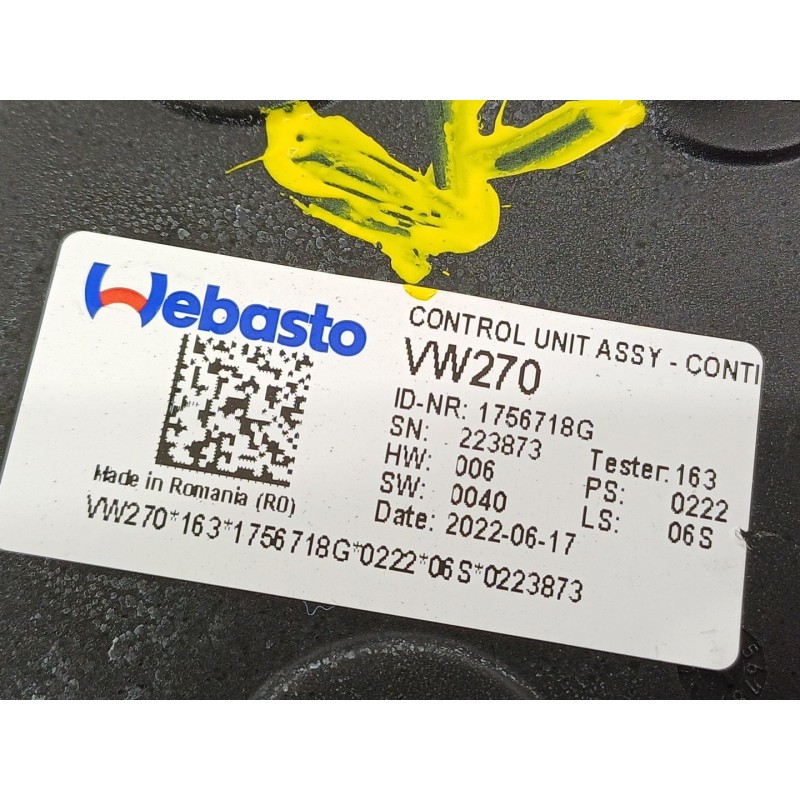 Webasto
CONTROL UNIT ASSY - CONTI
VW270
ID-NR: 1756718G
SN: 223873 Tester: 163
HW: 006 PS: 0222
SW: 0040 LS: 06S
Date: 2022-06-17
Made in Romania (RO)
VW270*163*1756718G*0222*06S*0223873